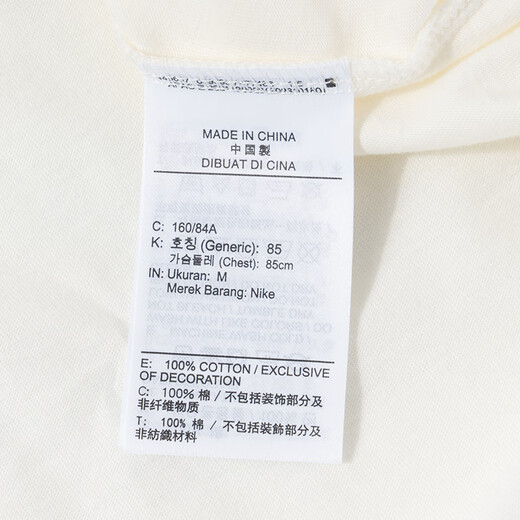 MADE IN CHINA
中国製
DIBUAT DI CINA
C: 160/84A
K: 호칭 (Generic): 85
가슴둘레 (Chest): 85cm
IN: Ukuran: M
Merek Barang: Nike
E: 100% COTTON / EXCLUSIVE
OF DECORATION
C: 100% 棉 / 不包括装饰部分及
非纤维物质
T: 100% 棉 / 不包括裝飾部分及
非紡織材料